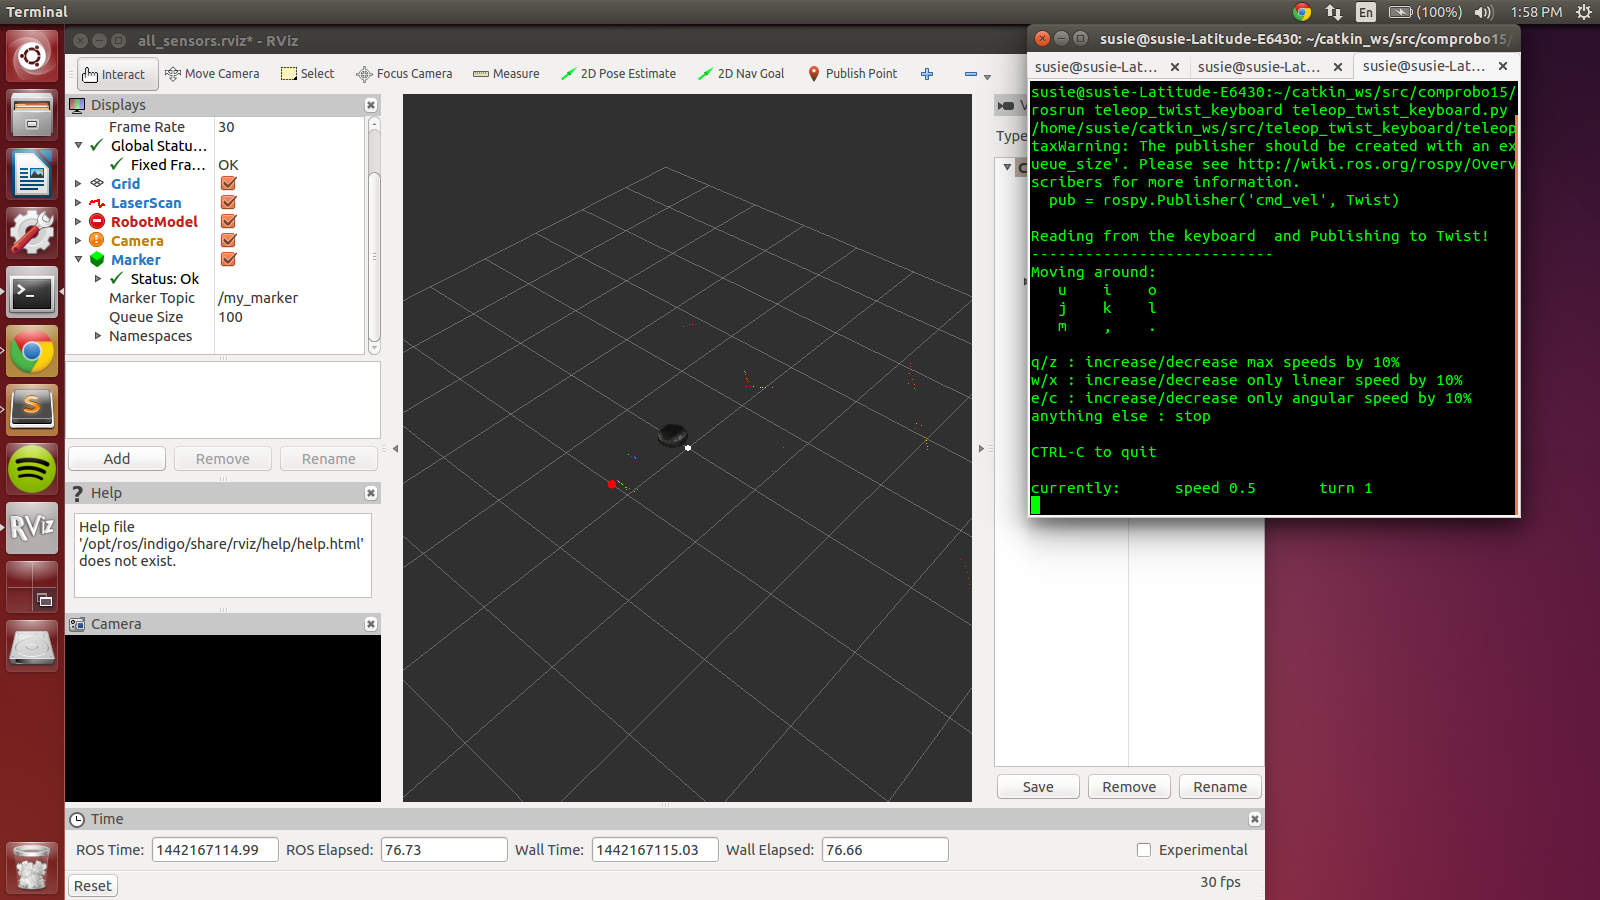 Terminal
En
(100%)
1:58 PM
all_sensors.rviz* - RViz
Interact
Move Camera
Select
Focus Camera
Measure
2D Pose Estimate
2D Nav Goal
Publish Point
Displays
Frame Rate 30
Global Statu...
Fixed Fra... OK
Grid
LaserScan
RobotModel
Camera
Marker
Status: Ok
Marker Topic /my_marker
Queue Size 100
Namespaces
Add
Remove
Rename
Help
Help file
'/opt/ros/indigo/share/rviz/help/help.html'
does not exist.
Camera
Type
Save
Remove
Rename
susie@susie-Latitude-E6430: ~/catkin_ws/src/comprobo15/
susie@susie-Lat...
susie@susie-Lat...
susie@susie-Lat...
susie@susie-Latitude-E6430:~/catkin_ws/src/comprobo15/
rosrun teleop_twist_keyboard teleop_twist_keyboard.py
/home/susie/catkin_ws/src/teleop_twist_keyboard/teleop
taxWarning: The publisher should be created with an ex
ueue_size'. Please see http://wiki.ros.org/rospy/Overv
scribers for more information.
pub = rospy.Publisher('cmd_vel', Twist)
Reading from the keyboard  and Publishing to Twist!
---------------------------
Moving around:
u i o
j k l
m , .
q/z : increase/decrease max speeds by 10%
w/x : increase/decrease only linear speed by 10%
e/c : increase/decrease only angular speed by 10%
anything else : stop
CTRL-C to quit
currently: speed 0.5 turn 1
RViz
Time
ROS Time: 1442167114.99 ROS Elapsed: 76.73 Wall Time: 1442167115.03 Wall Elapsed: 76.66 Experimental
Reset
30 fps